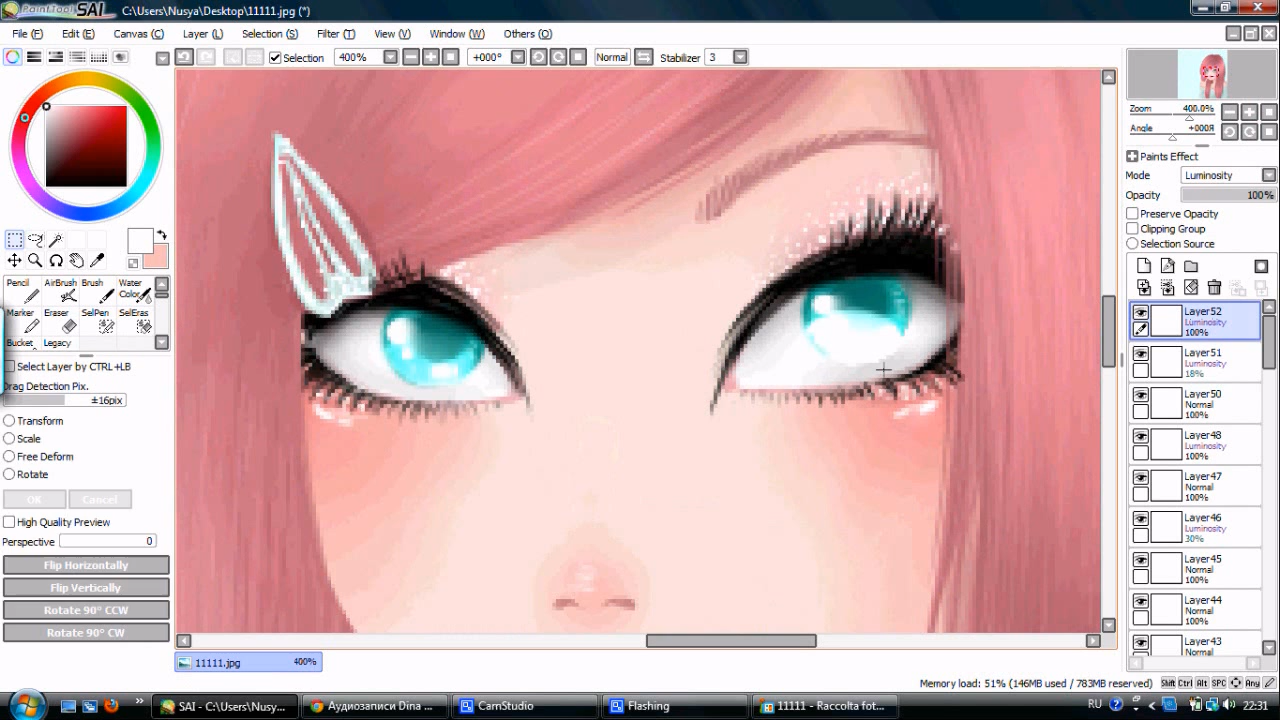 PaintTool SAI C:\Users\Nusya\Desktop\11111.jpg (*)
File (F) Edit (E) Canvas (C) Layer (L) Selection (S) Filter (T) View (V) Window (W) Others (O)
Selection 400% +000° Normal Stabilizer 3
Zoom 400.0%
Angle +000Я
Paints Effect
Mode Luminosity
Opacity 100%
Preserve Opacity
Clipping Group
Selection Source
Pencil AirBrush Brush Water Color
Marker Eraser SelPen SelEras
Bucket Legacy
Select Layer by CTRL+LB
Drag Detection Pix.
±16pix
Transform
Scale
Free Deform
Rotate
OK Cancel
High Quality Preview
Perspective 0
Flip Horizontally
Flip Vertically
Rotate 90° CCW
Rotate 90° CW
Layer52
Luminosity
100%
Layer51
Luminosity
18%
Layer50
Normal
100%
Layer48
Luminosity
100%
Layer47
Normal
100%
Layer46
Luminosity
30%
Layer45
Normal
100%
Layer44
Normal
100%
Layer43
Normal
11111.jpg 400%
Memory load: 51% (146MB used / 783MB reserved) Shift Ctrl Alt SPC Any
SAI - C:\Users\Nusy... Аудиозаписи Dina ... CamStudio Flashing 11111 - Raccolta fot... RU 22:31